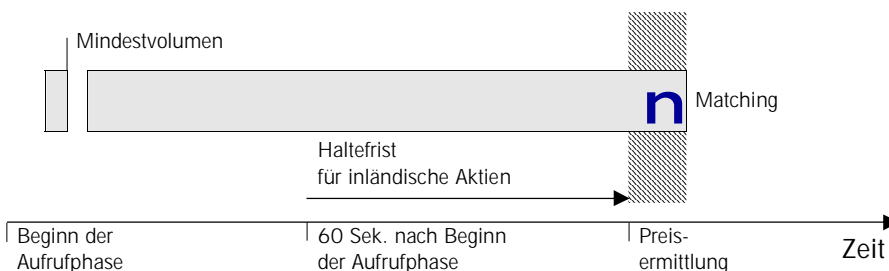 Mindestvolumen
n
Matching
Haltefrist
für inländische Aktien
Beginn der
Aufrufphase
60 Sek. nach Beginn
der Aufrufphase
Preis-
ermittlung
Zeit